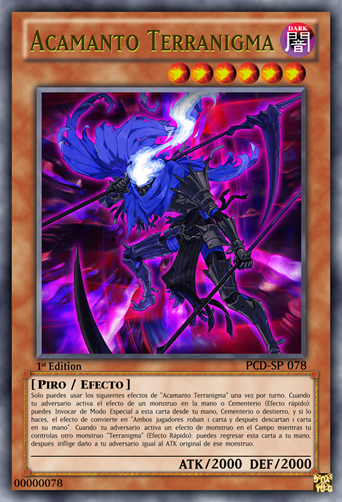 ACAMANTO TERRANIGMA
DARK
闇
1st Edition
PCD-SP 078
[ PIRO / EFECTO ]
Solo puedes usar los siguientes efectos de "Acamanto Terranigma" una vez por turno. Cuando
tu adversario activa el efecto de un monstruo en la mano o Cementerio (Efecto rápido):
puedes Invocar de Modo Especial a esta carda desde tu mano, Cementerio o destierro, y si lo
haces, el efecto de convierte en "Ambos jugadores roban 1 carta y después descartan 1 carta
en su mano". Cuando tu adversario activa un efecto de monstruo en el Campo mientras tú
controlas otro monstruo "Terranigma" (Efecto Rápido): puedes regresar esta carta a tu mano,
después inflige daño a tu adversario igual al ATK original de ese monstruo.
ATK/2000 DEF/2000
00000078